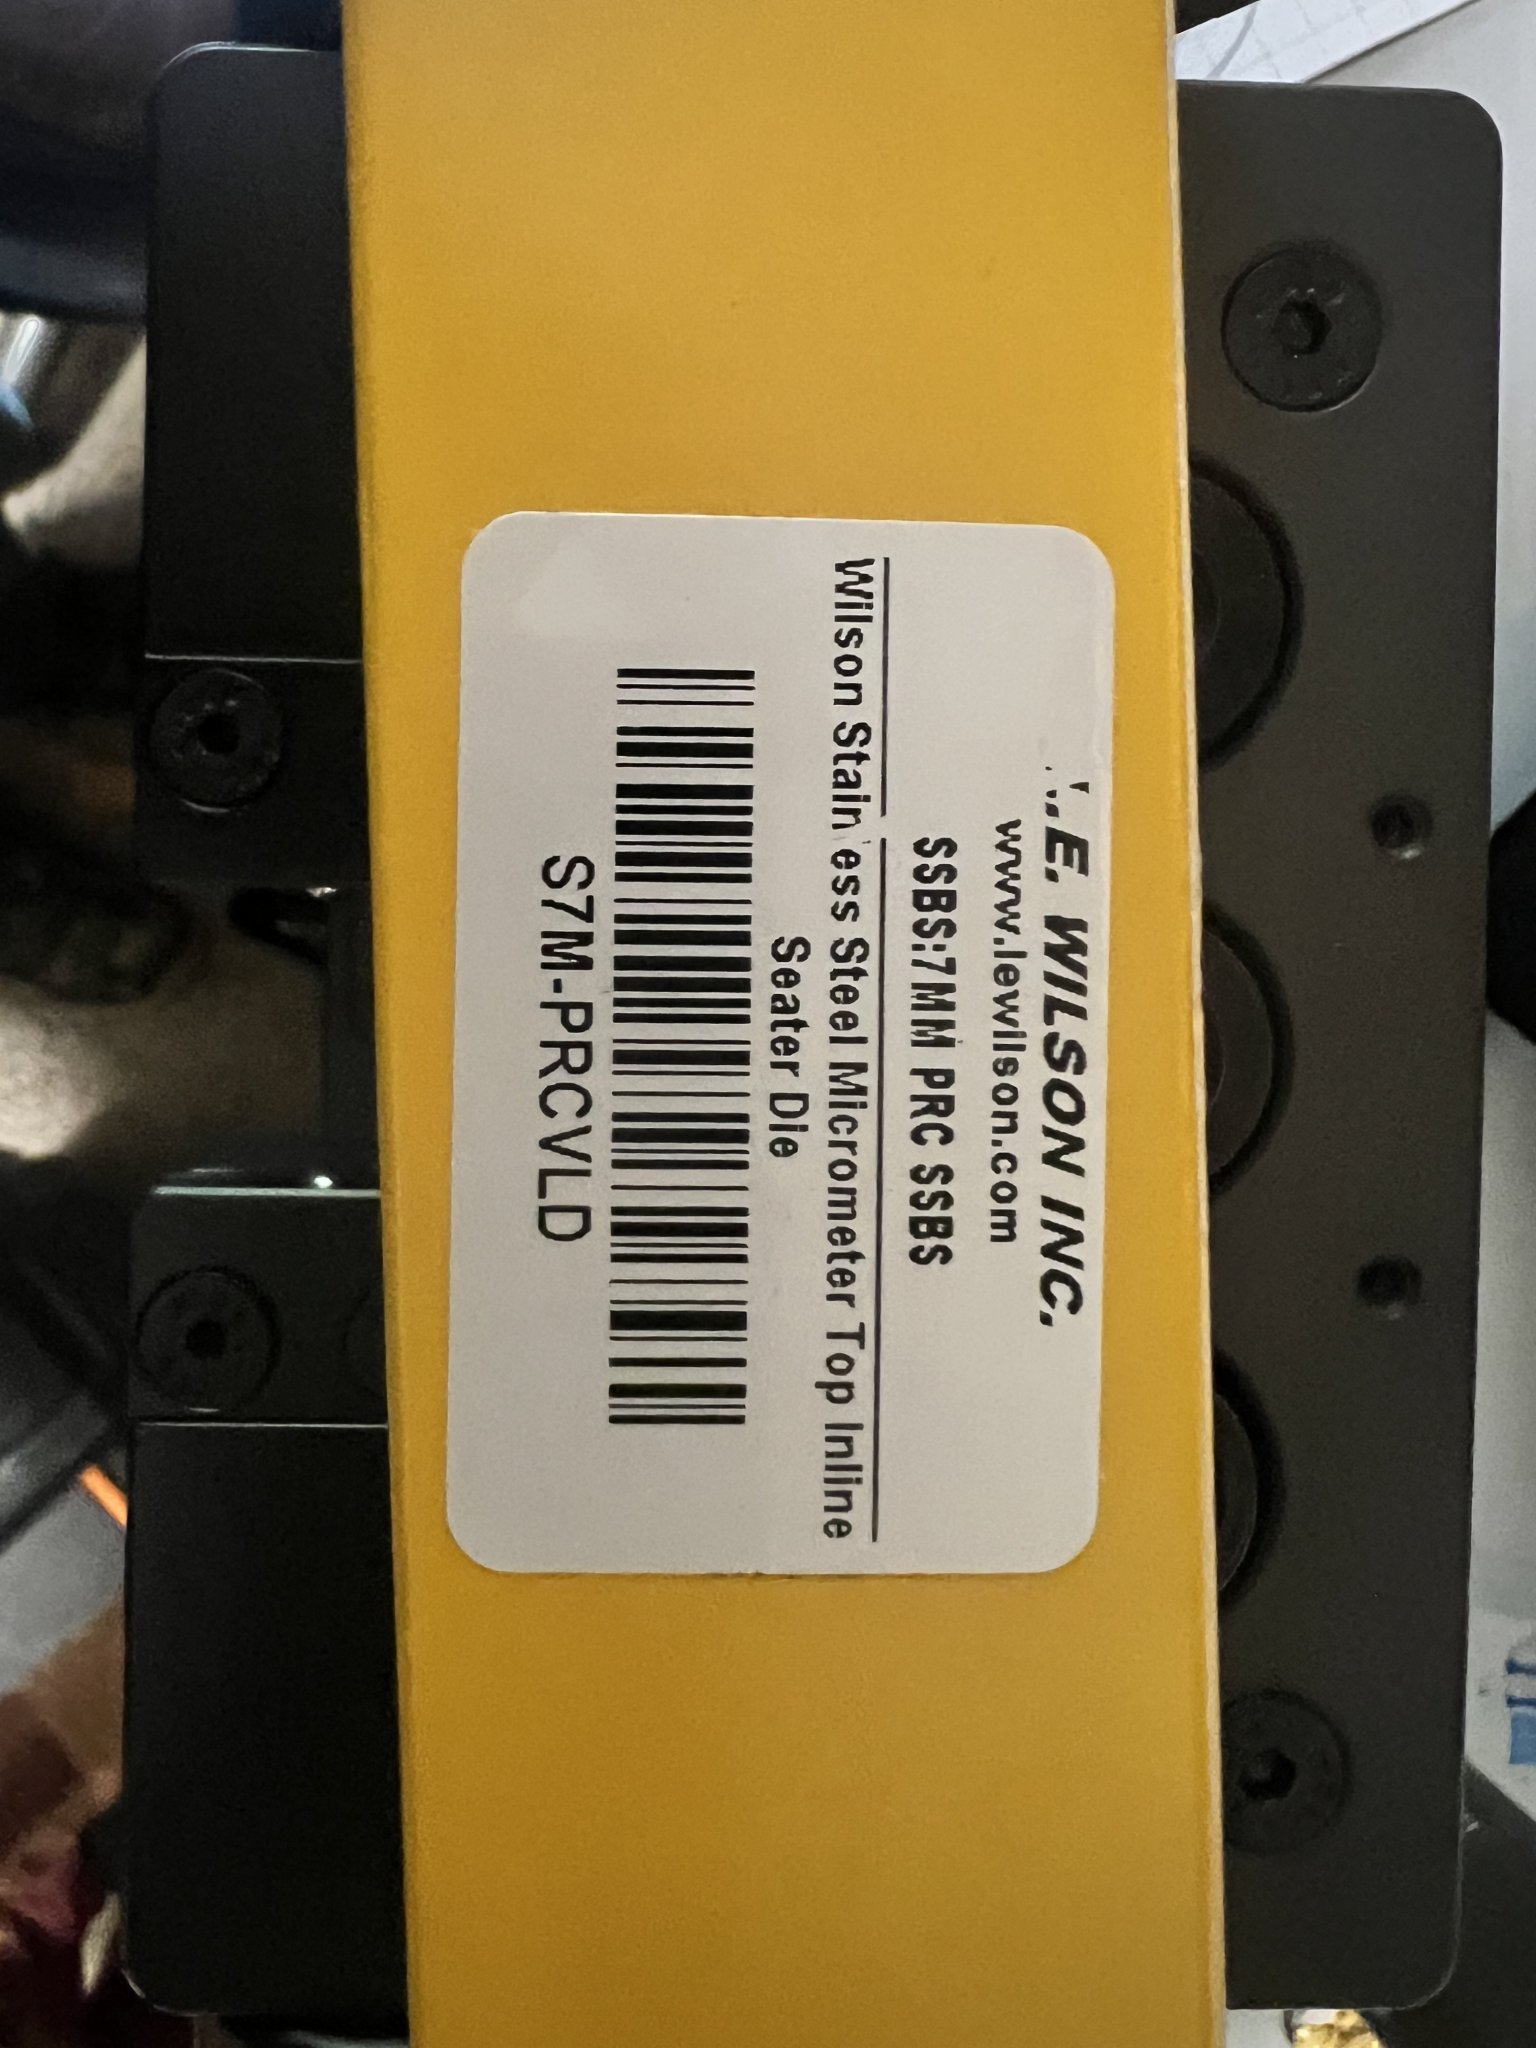 .E. WILSON INC.
www.lewilson.com
SSBS:7MM PRC SSBS
Wilson Stain ess Steel Micrometer Top Inline
Seater Die
S7M-PRCVLD